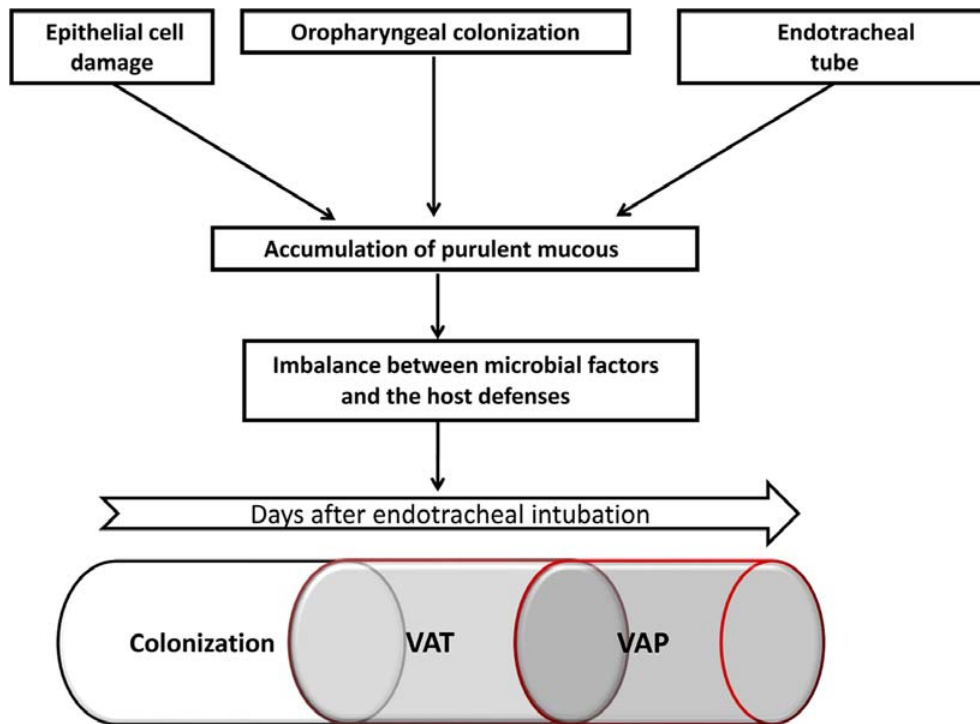 Epithelial cell
damage
Oropharyngeal colonization
Endotracheal
tube
Accumulation of purulent mucous
Imbalance between microbial factors
and the host defenses
Days after endotracheal intubation
Colonization
VAT
VAP